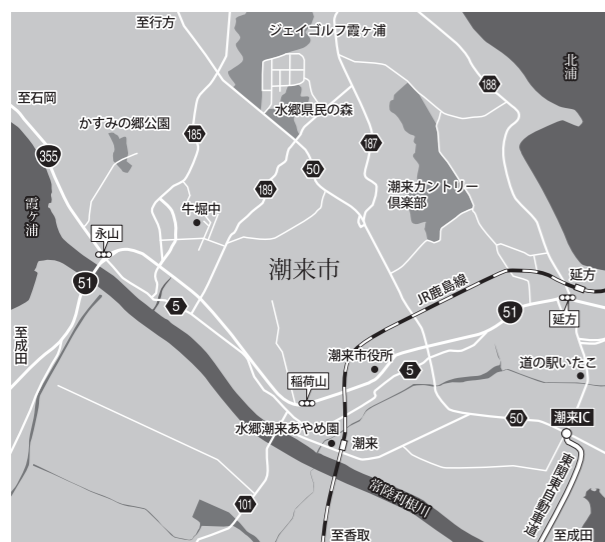 至行方
ジェイゴルフ霞ヶ浦
北浦
至石岡
188
かすみの郷公園
水郷県民の森
185
187
355
50
189
潮来カントリー
倶楽部
霞ヶ浦
牛堀中
永山
潮来市
51
JR鹿島線
延方
5
51
延方
至成田
潮来市役所
5
道の駅いたこ
稲荷山
50
潮来IC
水郷潮来あやめ園
潮来
東関東自動車道
常陸利根川
101
至香取
至成田